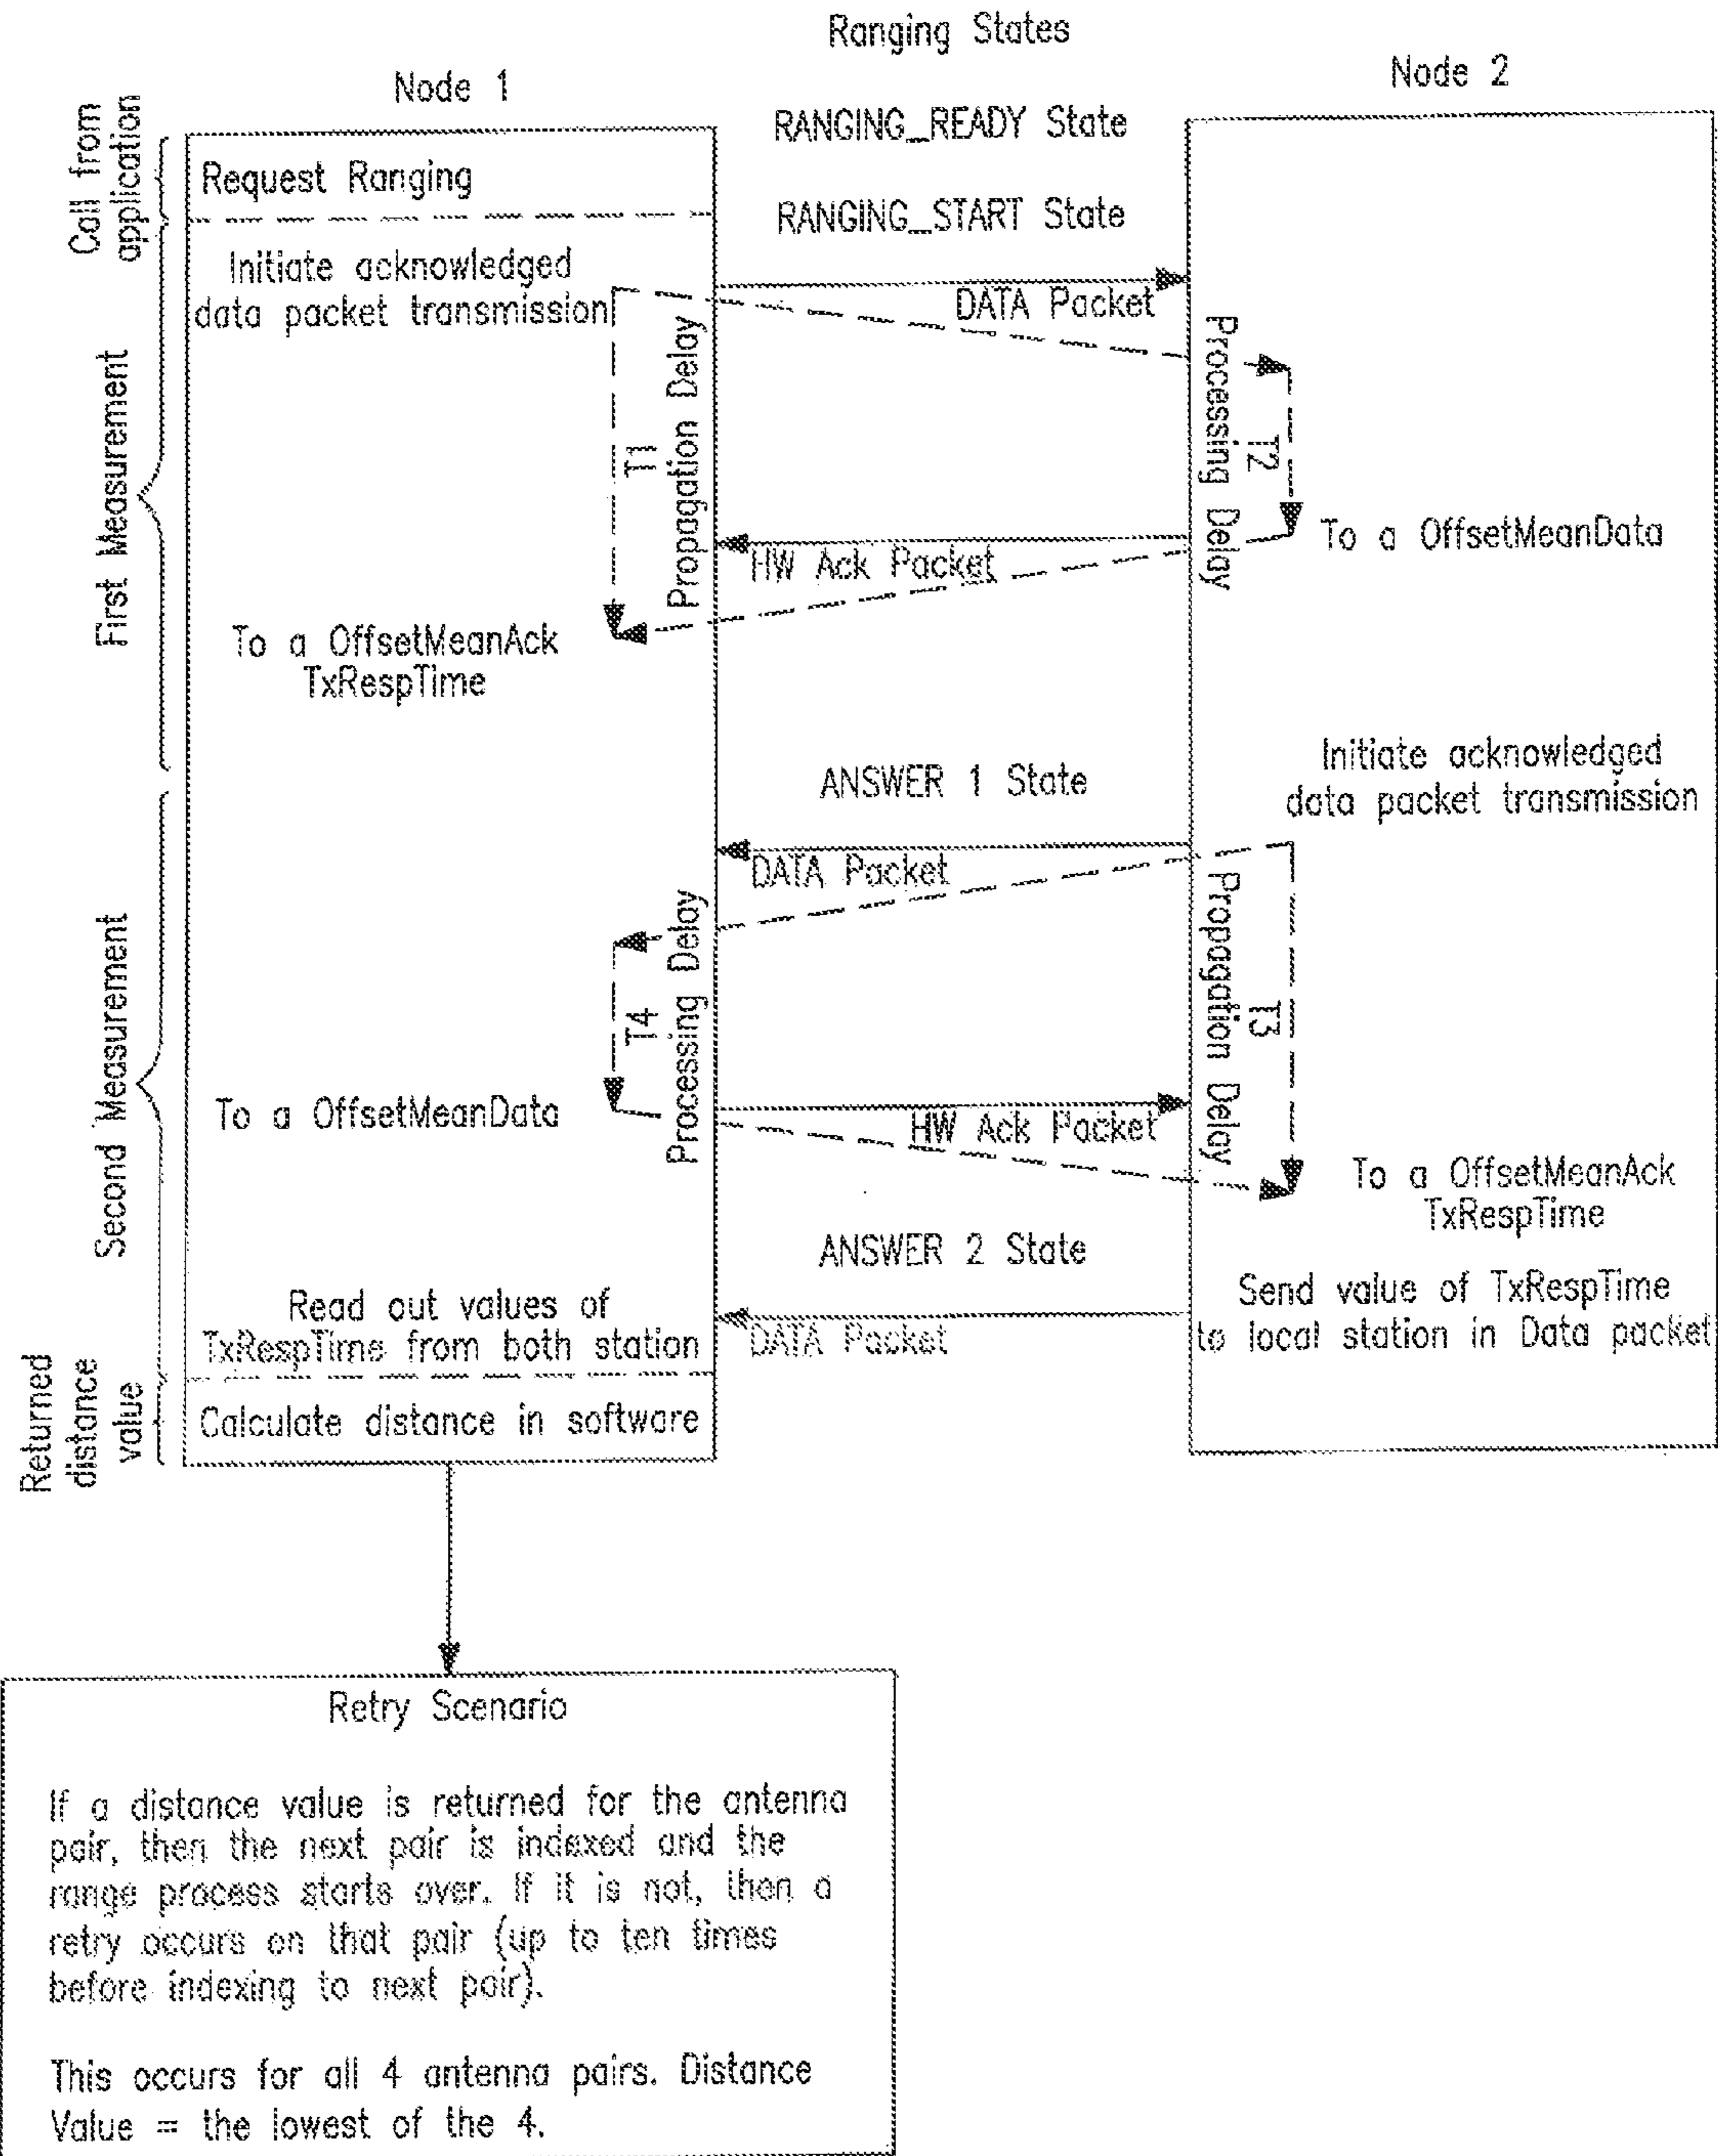 Ranging States
Node 1
Node 2
Call from
application
RANGING_READY State
Request Ranging
RANGING_START State
First Measurement
Initiate acknowledged
data packet transmission
DATA Packet
T1
Propagation Delay
Processing Delay
T2
To a OffsetMeanData
HW Ack Packet
To a OffsetMeanAck
TxRespTime
Initiate acknowledged
data packet transmission
ANSWER 1 State
DATA Packet
Second Measurement
T4
Processing Delay
Propagation Delay
T3
To a OffsetMeanData
HW Ack Packet
To a OffsetMeanAck
TxRespTime
ANSWER 2 State
Send value of TxRespTime
to local station in Data packet
Read out values of
TxRespTime from both station
DATA Packet
Returned
distance
value
Calculate distance in software
Retry Scenario
If a distance value is returned for the antenna
pair, then the next pair is indexed and the
range process starts over. If it is not, then a
retry occurs on that pair (up to ten times
before indexing to next pair).
This occurs for all 4 antenna pairs. Distance
Value = the lowest of the 4.